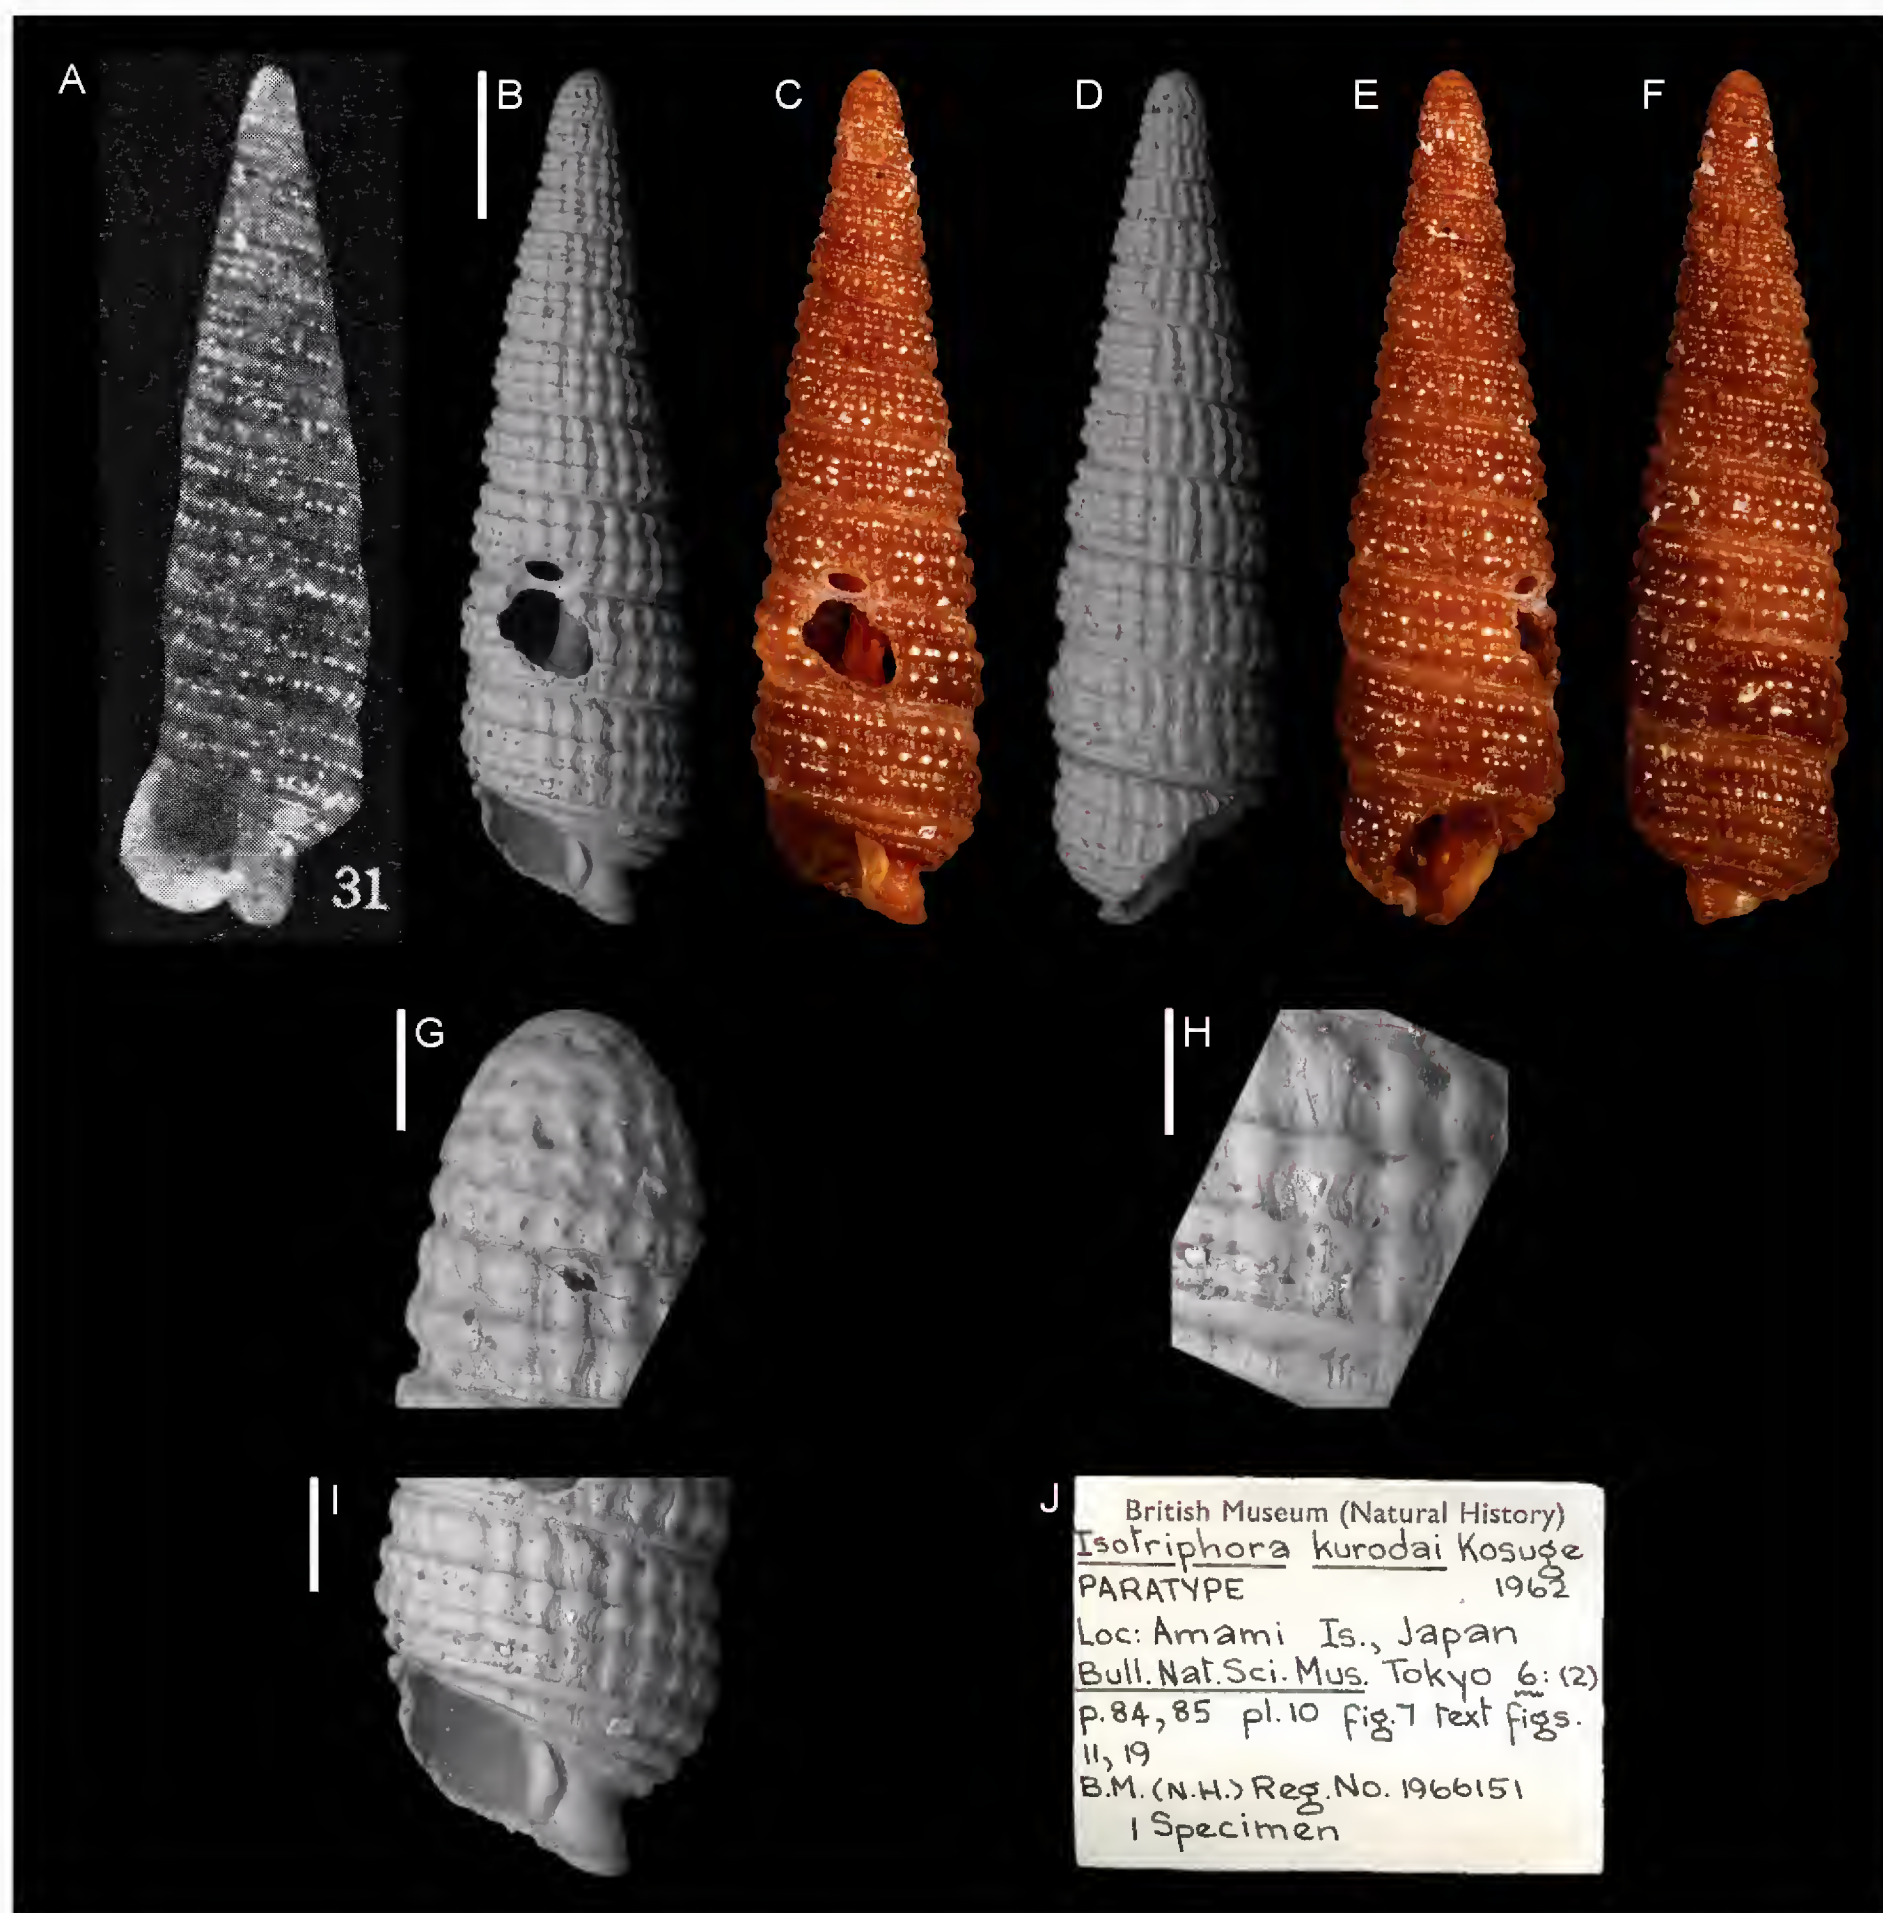 A
B
C
D
E
F
31
G
H
I
J
British Museum (Natural History)
Isotriphora kurodai Kosuge
PARATYPE 1962
Loc: Amami Is., Japan
Bull. Nat. Sci. Mus. Tokyo 6: (2)
p.84, 85 pl.10 fig.7 text figs.
11, 19
B.M. (N.H.) Reg. No. 1966151
1 Specimen